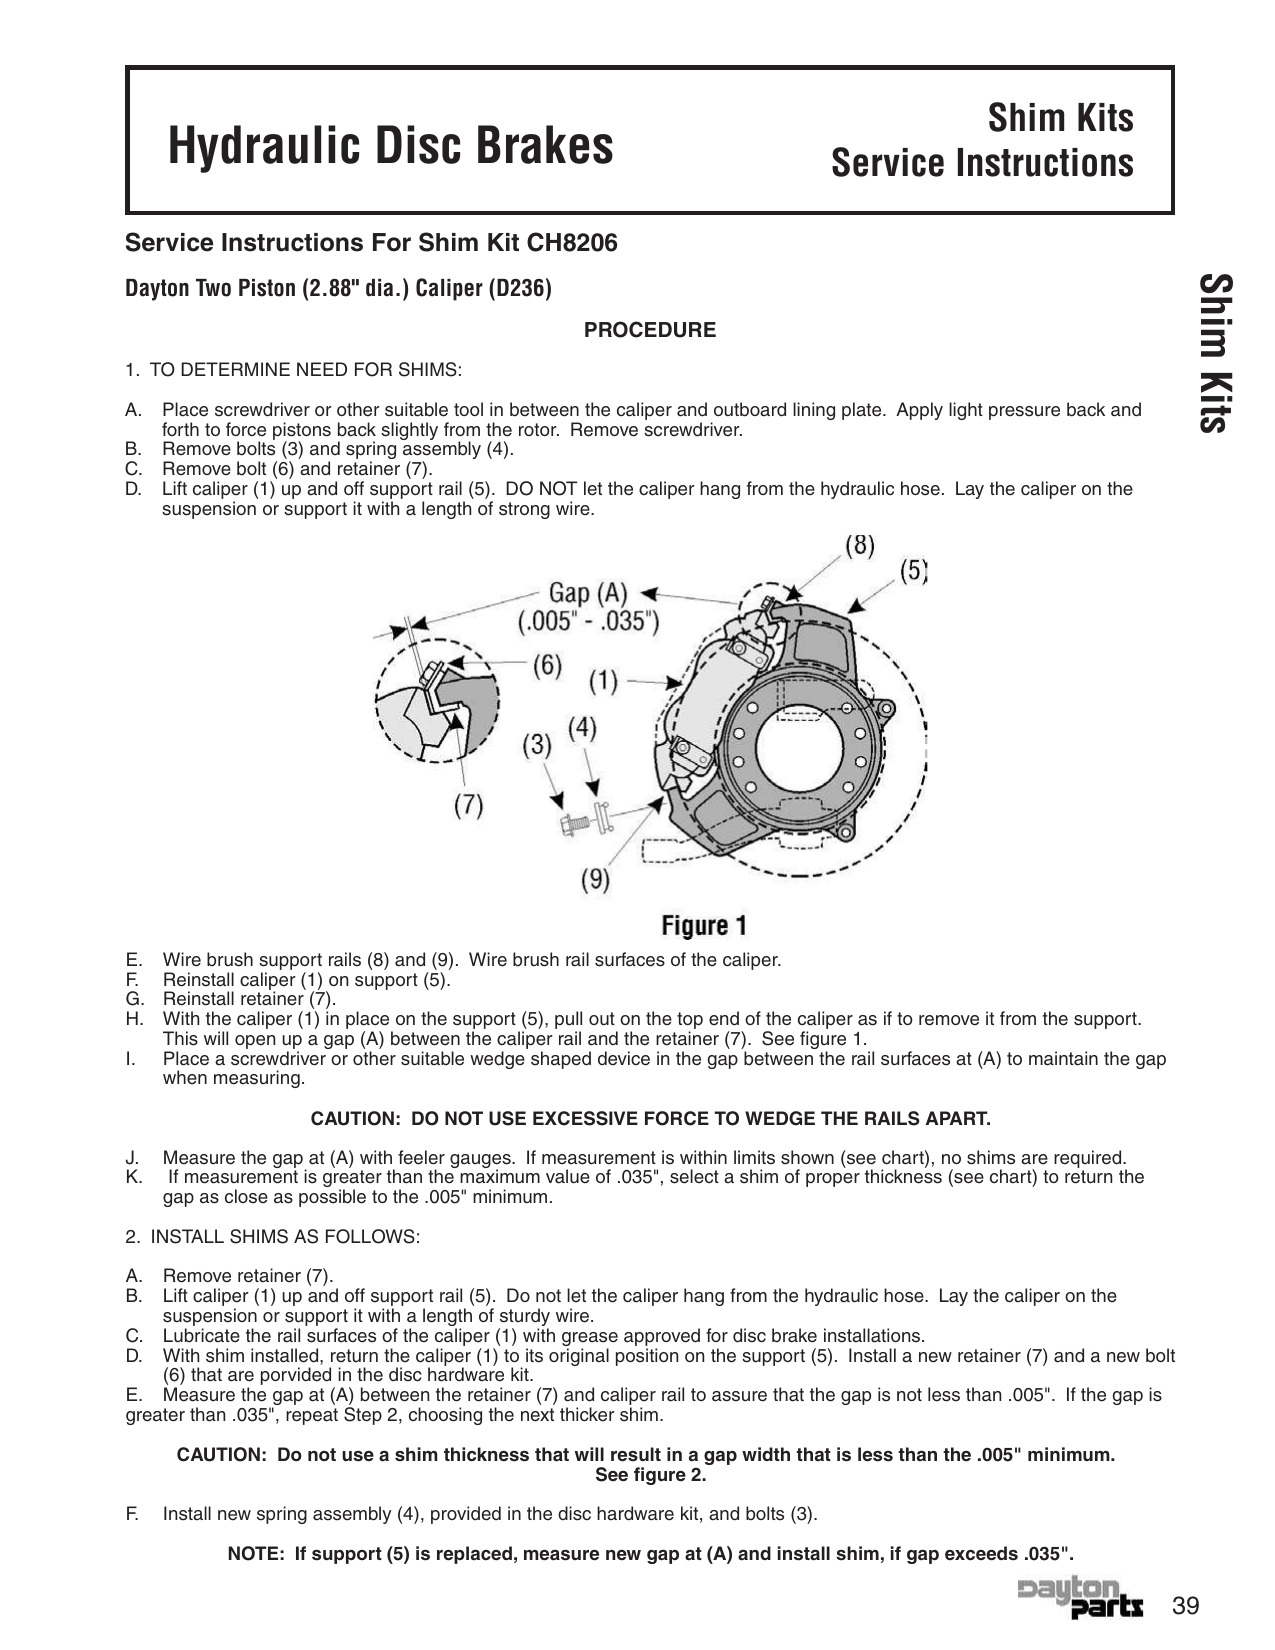 Hydraulic Disc Brakes
Shim Kits
Service Instructions
Service Instructions For Shim Kit CH8206
Dayton Two Piston (2.88" dia.) Caliper (D236)
Shim Kits
PROCEDURE
1. TO DETERMINE NEED FOR SHIMS:
A. Place screwdriver or other suitable tool in between the caliper and outboard lining plate. Apply light pressure back and
forth to force pistons back slightly from the rotor. Remove screwdriver.
B. Remove bolts (3) and spring assembly (4).
C. Remove bolt (6) and retainer (7).
D. Lift caliper (1) up and off support rail (5). DO NOT let the caliper hang from the hydraulic hose. Lay the caliper on the
suspension or support it with a length of strong wire.
(8)
(5)
Gap (A)
(.005" - .035")
(6)
(1)
(4)
(3)
(7)
(9)
Figure 1
E. Wire brush support rails (8) and (9). Wire brush rail surfaces of the caliper.
F. Reinstall caliper (1) on support (5).
G. Reinstall retainer (7).
H. With the caliper (1) in place on the support (5), pull out on the top end of the caliper as if to remove it from the support.
This will open up a gap (A) between the caliper rail and the retainer (7). See figure 1.
I. Place a screwdriver or other suitable wedge shaped device in the gap between the rail surfaces at (A) to maintain the gap
when measuring.
CAUTION: DO NOT USE EXCESSIVE FORCE TO WEDGE THE RAILS APART.
J. Measure the gap at (A) with feeler gauges. If measurement is within limits shown (see chart), no shims are required.
K. If measurement is greater than the maximum value of .035", select a shim of proper thickness (see chart) to return the
gap as close as possible to the .005" minimum.
2. INSTALL SHIMS AS FOLLOWS:
A. Remove retainer (7).
B. Lift caliper (1) up and off support rail (5). Do not let the caliper hang from the hydraulic hose. Lay the caliper on the
suspension or support it with a length of sturdy wire.
C. Lubricate the rail surfaces of the caliper (1) with grease approved for disc brake installations.
D. With shim installed, return the caliper (1) to its original position on the support (5). Install a new retainer (7) and a new bolt
(6) that are porvided in the disc hardware kit.
E. Measure the gap at (A) between the retainer (7) and caliper rail to assure that the gap is not less than .005". If the gap is
greater than .035", repeat Step 2, choosing the next thicker shim.
CAUTION: Do not use a shim thickness that will result in a gap width that is less than the .005" minimum.
See figure 2.
F. Install new spring assembly (4), provided in the disc hardware kit, and bolts (3).
NOTE: If support (5) is replaced, measure new gap at (A) and install shim, if gap exceeds .035".
Dayton
parts
39